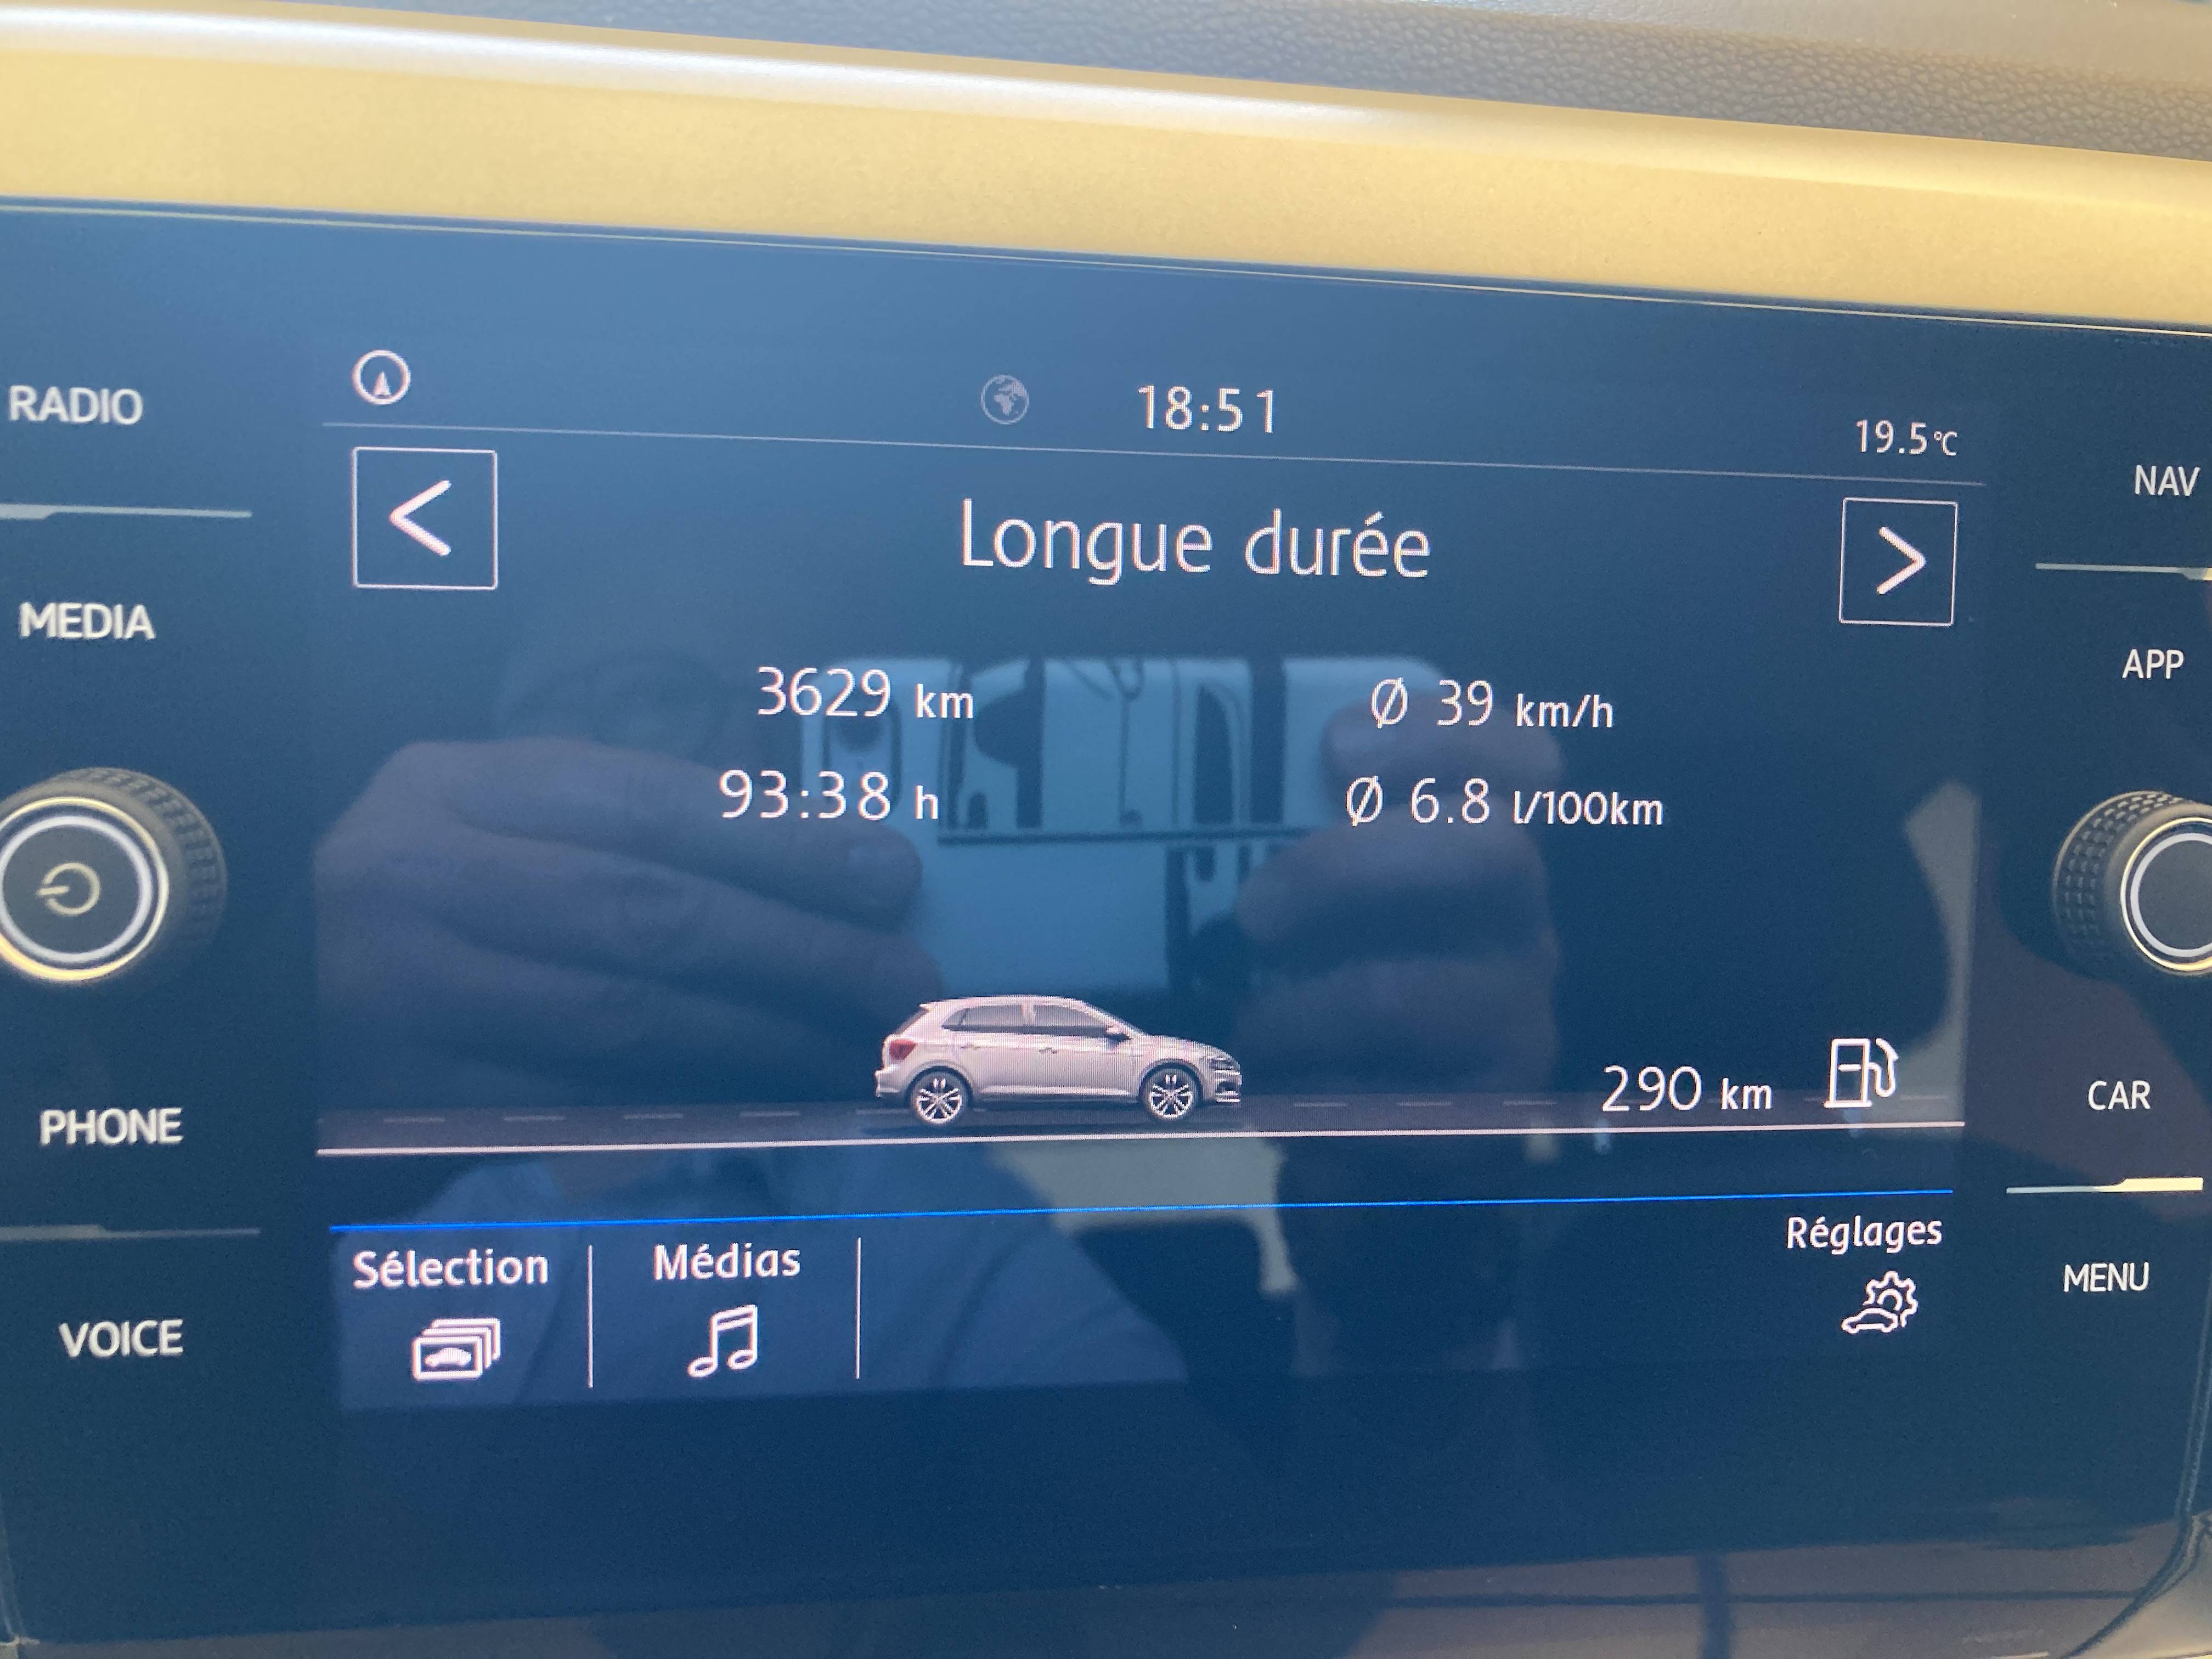 RADIO
MEDIA
PHONE
VOICE
18:51
19.5°C
<
Longue durée
>
3629 km
Ø 39 km/h
93:38 h
Ø 6.8 l/100km
290 km
Sélection
Médias
Réglages
NAV
APP
CAR
MENU